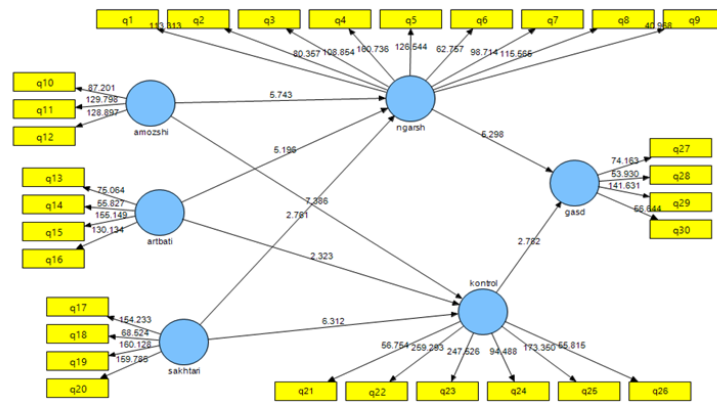 q1
q2
q3
q4
q5
q6
q7
q8
q9
113.313
80.357
108.854
160.736
126.544
62.757
98.714
115.565
40.968
q10
q11
q12
87.201
129.798
128.897
amozshi
5.743
ngarsh
q13
q14
q15
q16
75.064
55.827
155.149
130.134
artbati
5.196
7.386
2.761
2.323
6.298
gasd
q27
q28
q29
q30
74.163
53.930
141.631
56.644
2.782
kontrol
q17
q18
q19
q20
154.233
68.524
160.128
159.785
sakhtari
6.312
56.754
259.293
247.526
94.488
173.350
55.815
q21
q22
q23
q24
q25
q26